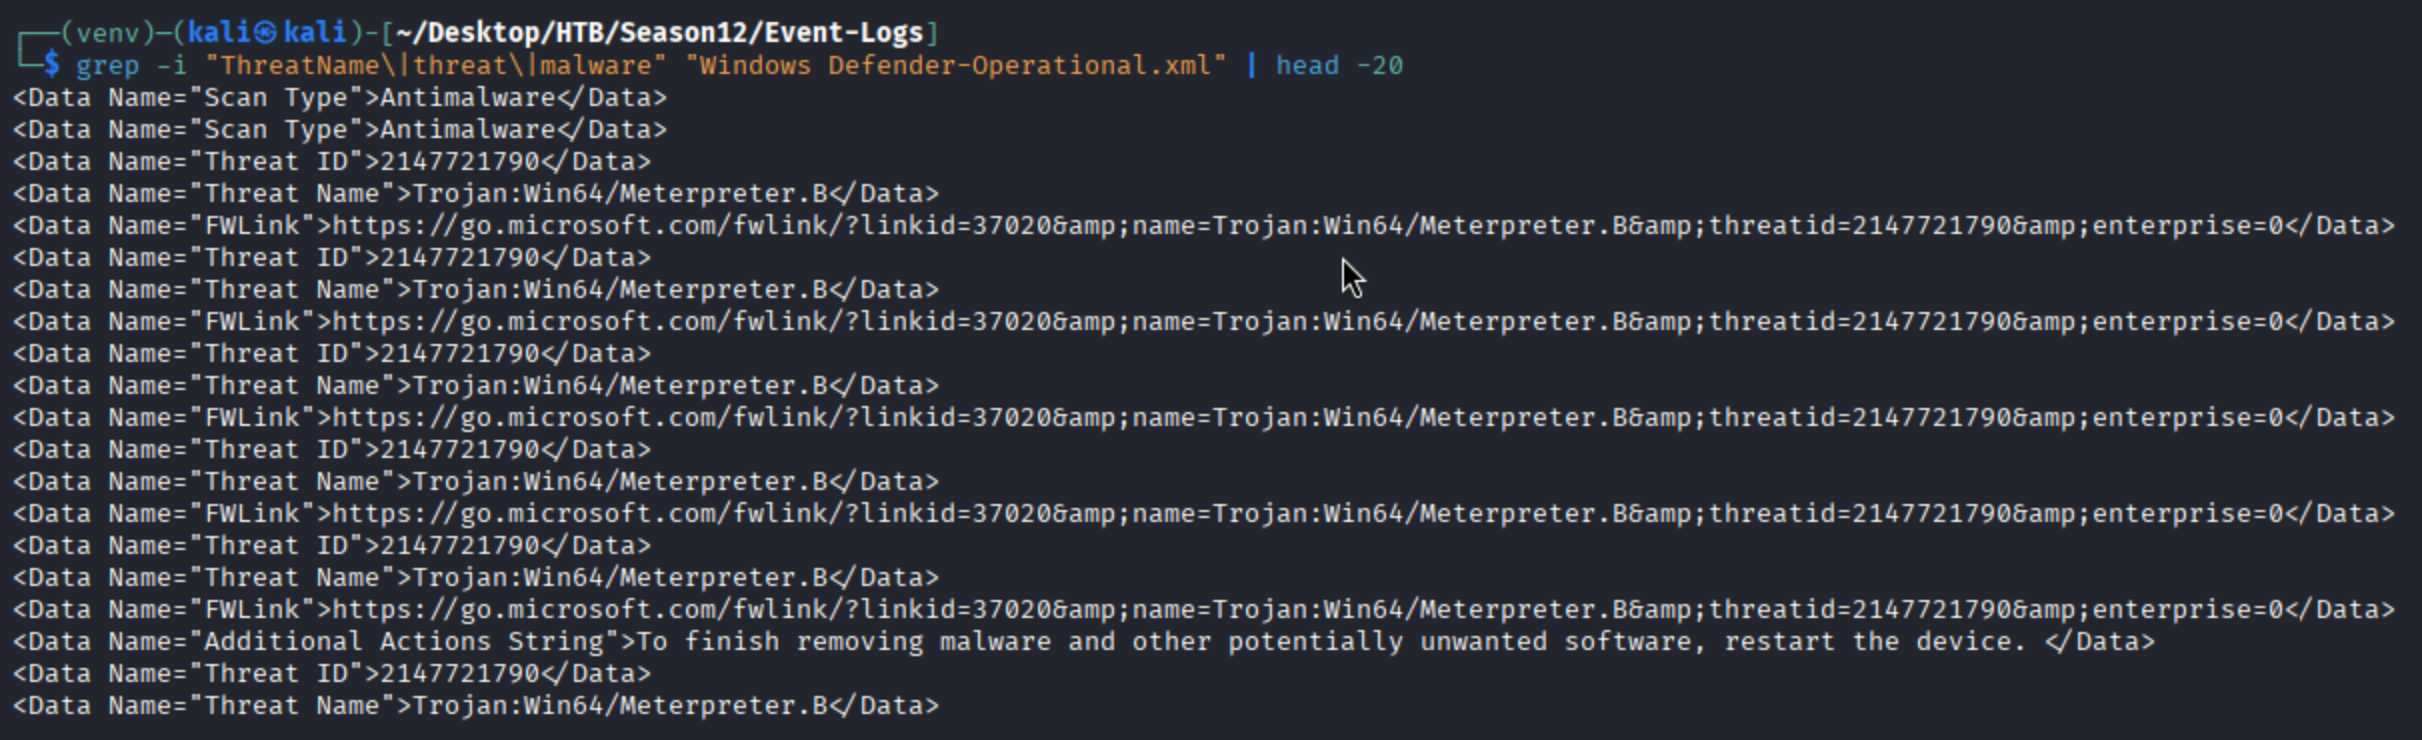 ┌──(venv)─(kali㉿kali)-[~/Desktop/HTB/Season12/Event-Logs]
└─$ grep -i "ThreatName\|threat\|malware" "Windows Defender-Operational.xml" | head -20
<Data Name="Scan Type">Antimalware</Data>
<Data Name="Scan Type">Antimalware</Data>
<Data Name="Threat ID">2147721790</Data>
<Data Name="Threat Name">Trojan:Win64/Meterpreter.B</Data>
<Data Name="FWLink">https://go.microsoft.com/fwlink/?linkid=37020&amp;name=Trojan:Win64/Meterpreter.B&amp;threatid=2147721790&amp;enterprise=0</Data>
<Data Name="Threat ID">2147721790</Data>
<Data Name="Threat Name">Trojan:Win64/Meterpreter.B</Data>
<Data Name="FWLink">https://go.microsoft.com/fwlink/?linkid=37020&amp;name=Trojan:Win64/Meterpreter.B&amp;threatid=2147721790&amp;enterprise=0</Data>
<Data Name="Threat ID">2147721790</Data>
<Data Name="Threat Name">Trojan:Win64/Meterpreter.B</Data>
<Data Name="FWLink">https://go.microsoft.com/fwlink/?linkid=37020&amp;name=Trojan:Win64/Meterpreter.B&amp;threatid=2147721790&amp;enterprise=0</Data>
<Data Name="Threat ID">2147721790</Data>
<Data Name="Threat Name">Trojan:Win64/Meterpreter.B</Data>
<Data Name="FWLink">https://go.microsoft.com/fwlink/?linkid=37020&amp;name=Trojan:Win64/Meterpreter.B&amp;threatid=2147721790&amp;enterprise=0</Data>
<Data Name="Threat ID">2147721790</Data>
<Data Name="Threat Name">Trojan:Win64/Meterpreter.B</Data>
<Data Name="FWLink">https://go.microsoft.com/fwlink/?linkid=37020&amp;name=Trojan:Win64/Meterpreter.B&amp;threatid=2147721790&amp;enterprise=0</Data>
<Data Name="Additional Actions String">To finish removing malware and other potentially unwanted software, restart the device. </Data>
<Data Name="Threat ID">2147721790</Data>
<Data Name="Threat Name">Trojan:Win64/Meterpreter.B</Data>